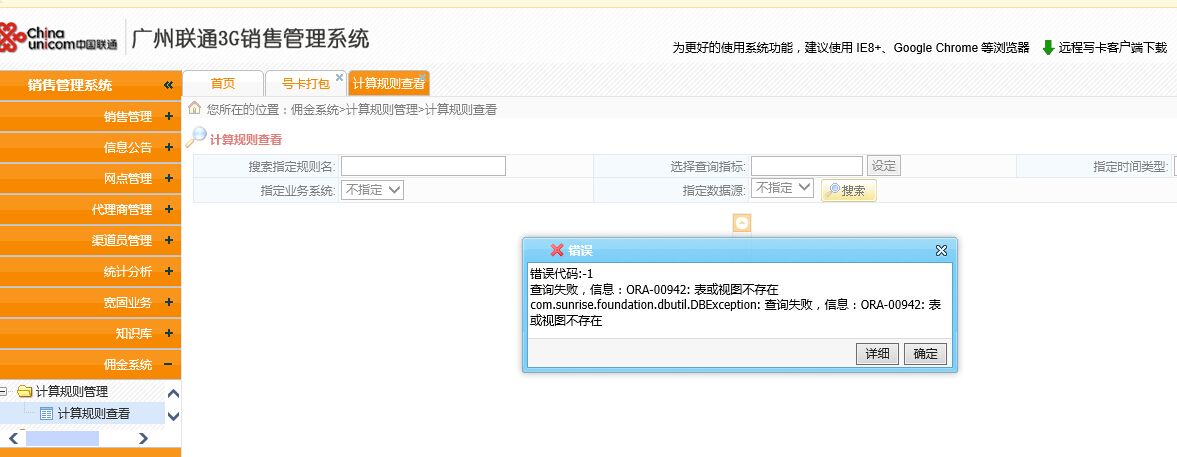 China
unicom中国联通
广州联通3G销售管理系统
为更好的使用系统功能，建议使用 IE8+、Google Chrome 等浏览器
远程写卡客户端下载
销售管理系统
首页
号卡打包
计算规则查看
您所在的位置：佣金系统>计算规则管理>计算规则查看
销售管理
信息公告
网点管理
代理商管理
渠道员管理
统计分析
宽固业务
知识库
佣金系统
计算规则管理
计算规则查看
计算规则查看
搜索指定规则名:
选择查询指标:
设定
指定时间类型:
指定业务系统:
不指定
指定数据源:
不指定
搜索
错误
错误代码:-1
查询失败，信息：ORA-00942: 表或视图不存在
com.sunrise.foundation.dbutil.DBException: 查询失败，信息：ORA-00942: 表
或视图不存在
详细
确定